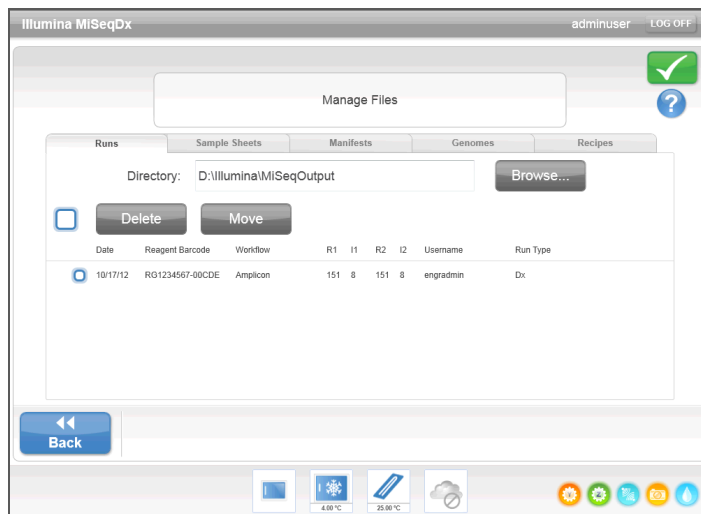 Illumina MiSeqDx adminuser LOG OFF
Manage Files
?
Runs Sample Sheets Manifests Genomes Recipes
Directory: D:\Illumina\MiSeqOutput Browse...
Delete Move
Date Reagent Barcode Workflow R1 I1 R2 I2 Username Run Type
10/17/12 RG1234567-00CDE Amplicon 151 8 151 8 engradmin Dx
Back
4.00 °C 25.00 °C